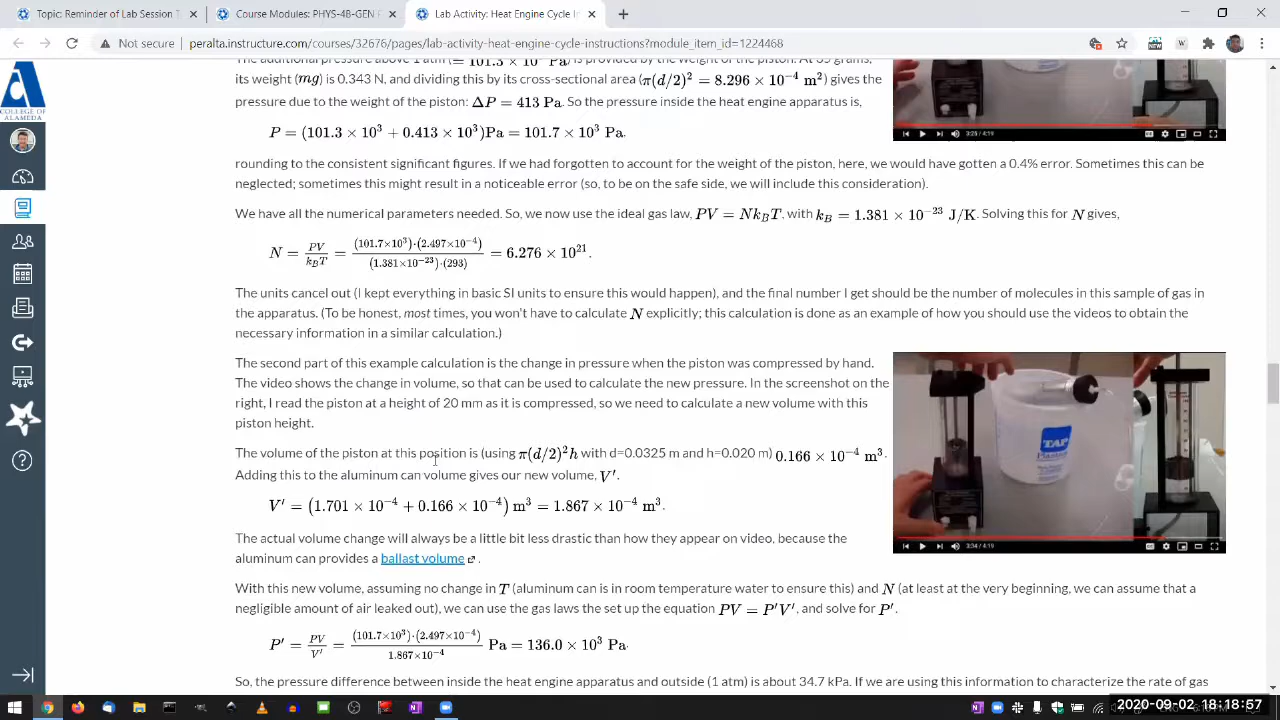 Topic: Reminder of Lab Session T
Modules: PHYS-48-GEN F
Lab Activity: Heat Engine Cycle I
Not secure | peralta.instructure.com/courses/32676/pages/lab-activity-heat-engine-cycle-instructions?module_item_id=1224468
COLLEGE OF ALAMEDA
its weight (mg) is 0.343 N, and dividing this by its cross-sectional area (π(d/2)² = 8.296 × 10⁻⁴ m²) gives the
pressure due to the weight of the piston: ΔP = 413 Pa. So the pressure inside the heat engine apparatus is,
P = (101.3 × 10³ + 0.413 × 10³)Pa = 101.7 × 10³ Pa.
3:26 / 4:19
rounding to the consistent significant figures. If we had forgotten to account for the weight of the piston, here, we would have gotten a 0.4% error. Sometimes this can be
neglected; sometimes this might result in a noticeable error (so, to be on the safe side, we will include this consideration).
We have all the numerical parameters needed. So, we now use the ideal gas law, PV = Nk_BT, with k_B = 1.381 × 10⁻²³ J/K. Solving this for N gives,
N = PV/k_BT = (101.7×10³)·(2.497×10⁻⁴)/(1.381×10⁻²³)·(293) = 6.276 × 10²¹.
The units cancel out (I kept everything in basic SI units to ensure this would happen), and the final number I get should be the number of molecules in this sample of gas in
the apparatus. (To be honest, most times, you won't have to calculate N explicitly; this calculation is done as an example of how you should use the videos to obtain the
necessary information in a similar calculation.)
The second part of this example calculation is the change in pressure when the piston was compressed by hand.
The video shows the change in volume, so that can be used to calculate the new pressure. In the screenshot on the
right, I read the piston at a height of 20 mm as it is compressed, so we need to calculate a new volume with this
piston height.
The volume of the piston at this position is (using π(d/2)²h with d=0.0325 m and h=0.020 m) 0.166 × 10⁻⁴ m³.
Adding this to the aluminum can volume gives our new volume, V′.
V′ = (1.701 × 10⁻⁴ + 0.166 × 10⁻⁴) m³ = 1.867 × 10⁻⁴ m³.
TAP
Plastics
3:34 / 4:19
The actual volume change will always be a little bit less drastic than how they appear on video, because the
aluminum can provides a ballast volume.
With this new volume, assuming no change in T (aluminum can is in room temperature water to ensure this) and N (at least at the very beginning, we can assume that a
negligible amount of air leaked out), we can use the gas laws the set up the equation PV = P′V′, and solve for P′.
P′ = PV/V′ = (101.7×10³)·(2.497×10⁻⁴)/1.867×10⁻⁴ Pa = 136.0 × 10³ Pa.
So, the pressure difference between inside the heat engine apparatus and outside (1 atm) is about 34.7 kPa. If we are using this information to characterize the rate of gas
2020-09-02 18:18:57